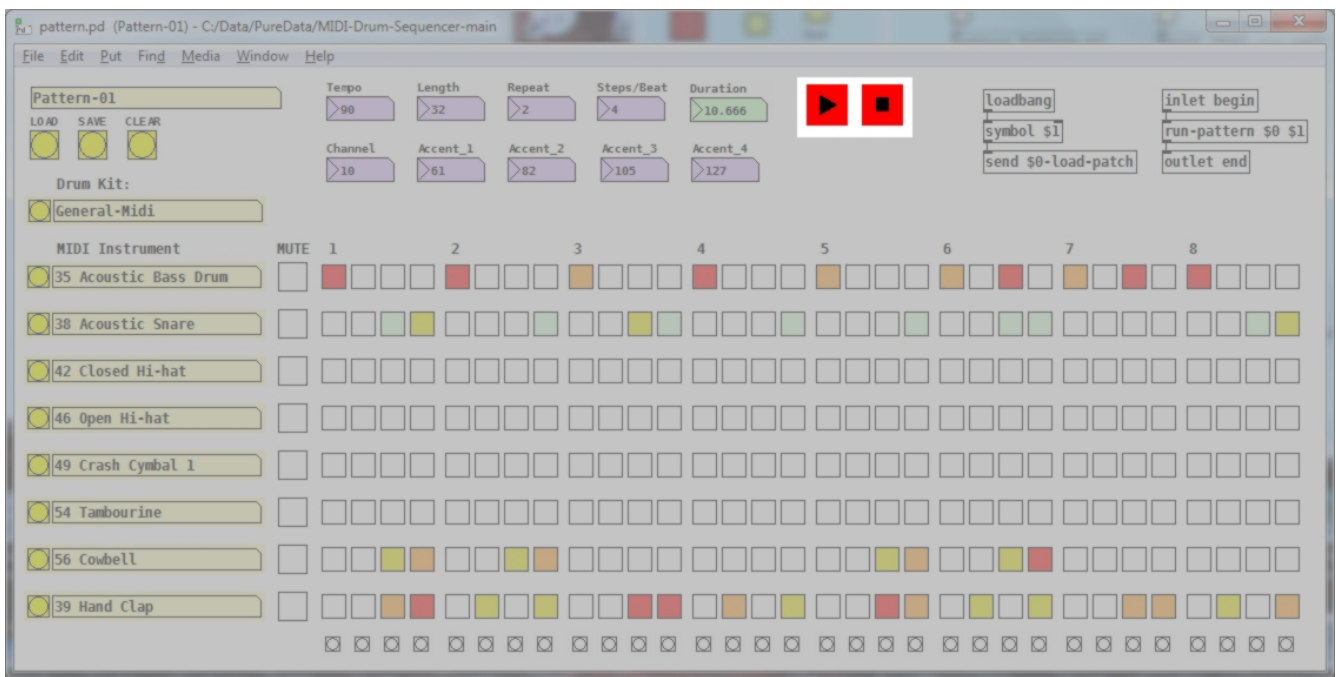 pattern.pd (Pattern-01) - C:/Data/PureData/MIDI-Drum-Sequencer-main
File Edit Put Find Media Window Help
Pattern-01
LOAD SAVE CLEAR
Drum Kit:
General-Midi
Tempo Length Repeat Steps/Beat Duration
90 32 2 4 10.666
Channel Accent_1 Accent_2 Accent_3 Accent_4
10 61 82 105 127
loadbang
symbol $1
send $0-load-patch
inlet begin
run-pattern $0 $1
outlet end
MIDI Instrument MUTE 1 2 3 4 5 6 7 8
35 Acoustic Bass Drum
38 Acoustic Snare
42 Closed Hi-hat
46 Open Hi-hat
49 Crash Cymbal 1
54 Tambourine
56 Cowbell
39 Hand Clap